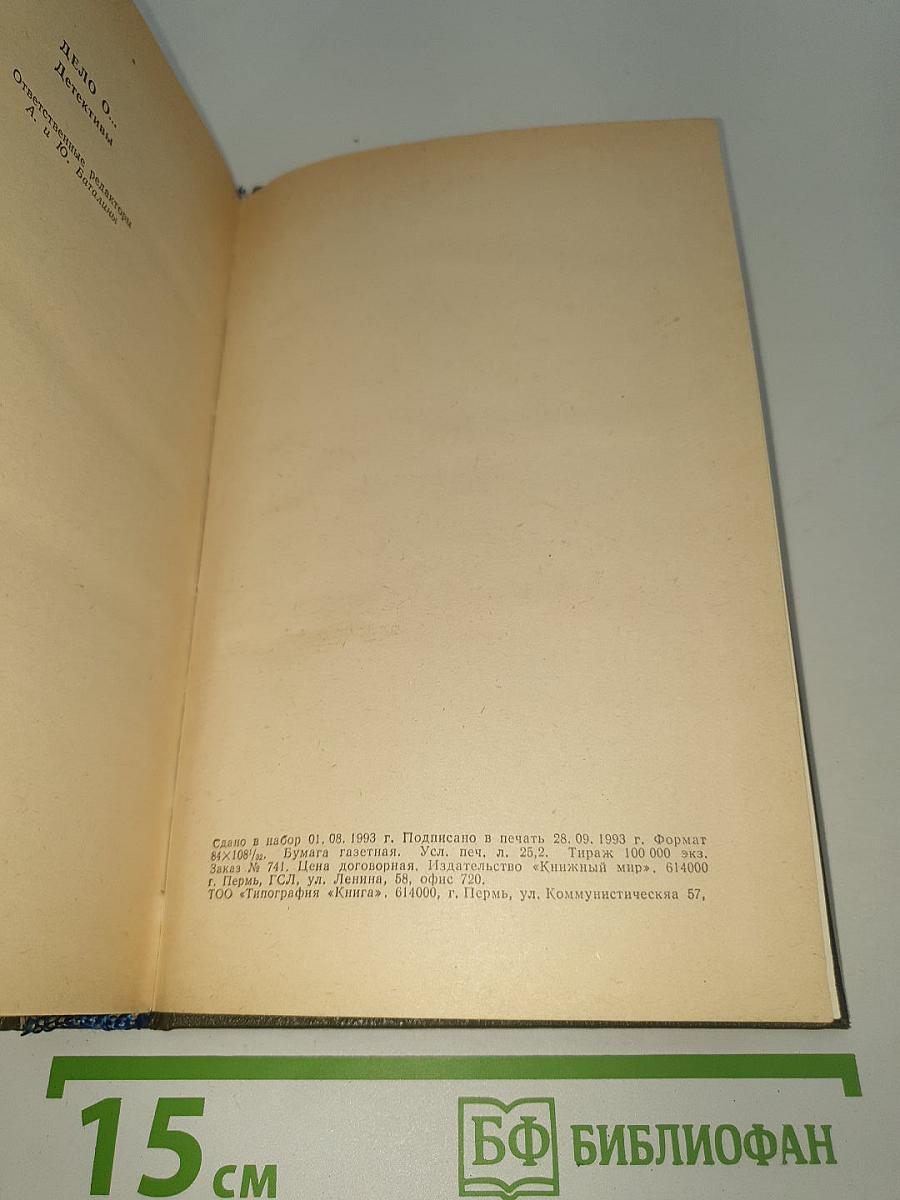 ДЕЛО О...
Детективы
Ответственные редакторы
А. и Ю. Баталины
Сдано в набор 01.08.1993 г. Подписано в печать 28.09.1993 г. Формат
84×108¹/₃₂. Бумага газетная. Усл. печ. л. 25,2. Тираж 100 000 экз.
Заказ № 741. Цена договорная. Издательство «Книжный мир». 614000
г. Пермь, ГСЛ, ул. Ленина, 58, офис 720.
ТОО «Типография «Книга». 614000, г. Пермь, ул. Коммунистическяа 57,
15 см
БФ БИБЛИОФАН